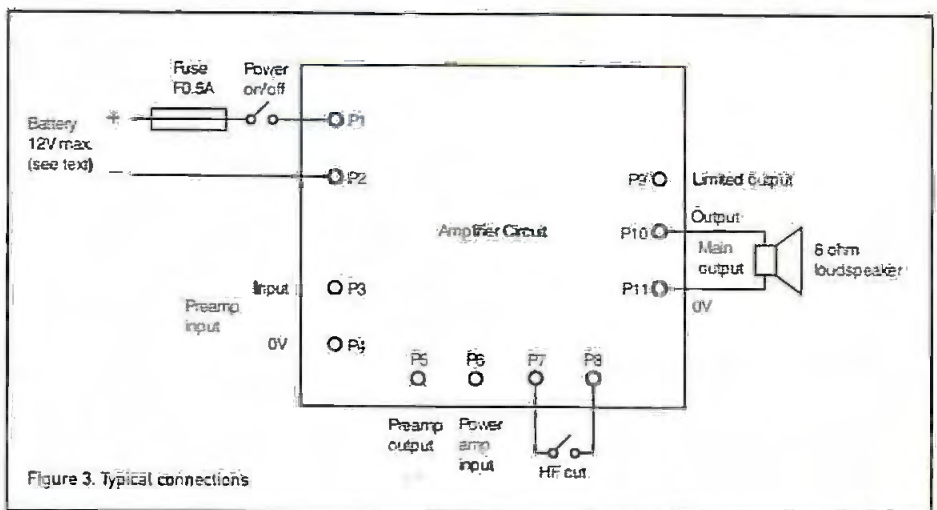 Fuse
F0.5A
Power
on/off
Battery
12V max.
(see text)
+
–
P1
P2
P9
Limited output
Output
P10
Main
output
8 ohm
loudspeaker
P11
0V
Amplifier Circuit
Input
P3
Preamp
input
0V
P4
P5
P6
P7
P8
Preamp
output
Power
amp
input
HF cut.
Figure 3. Typical connections